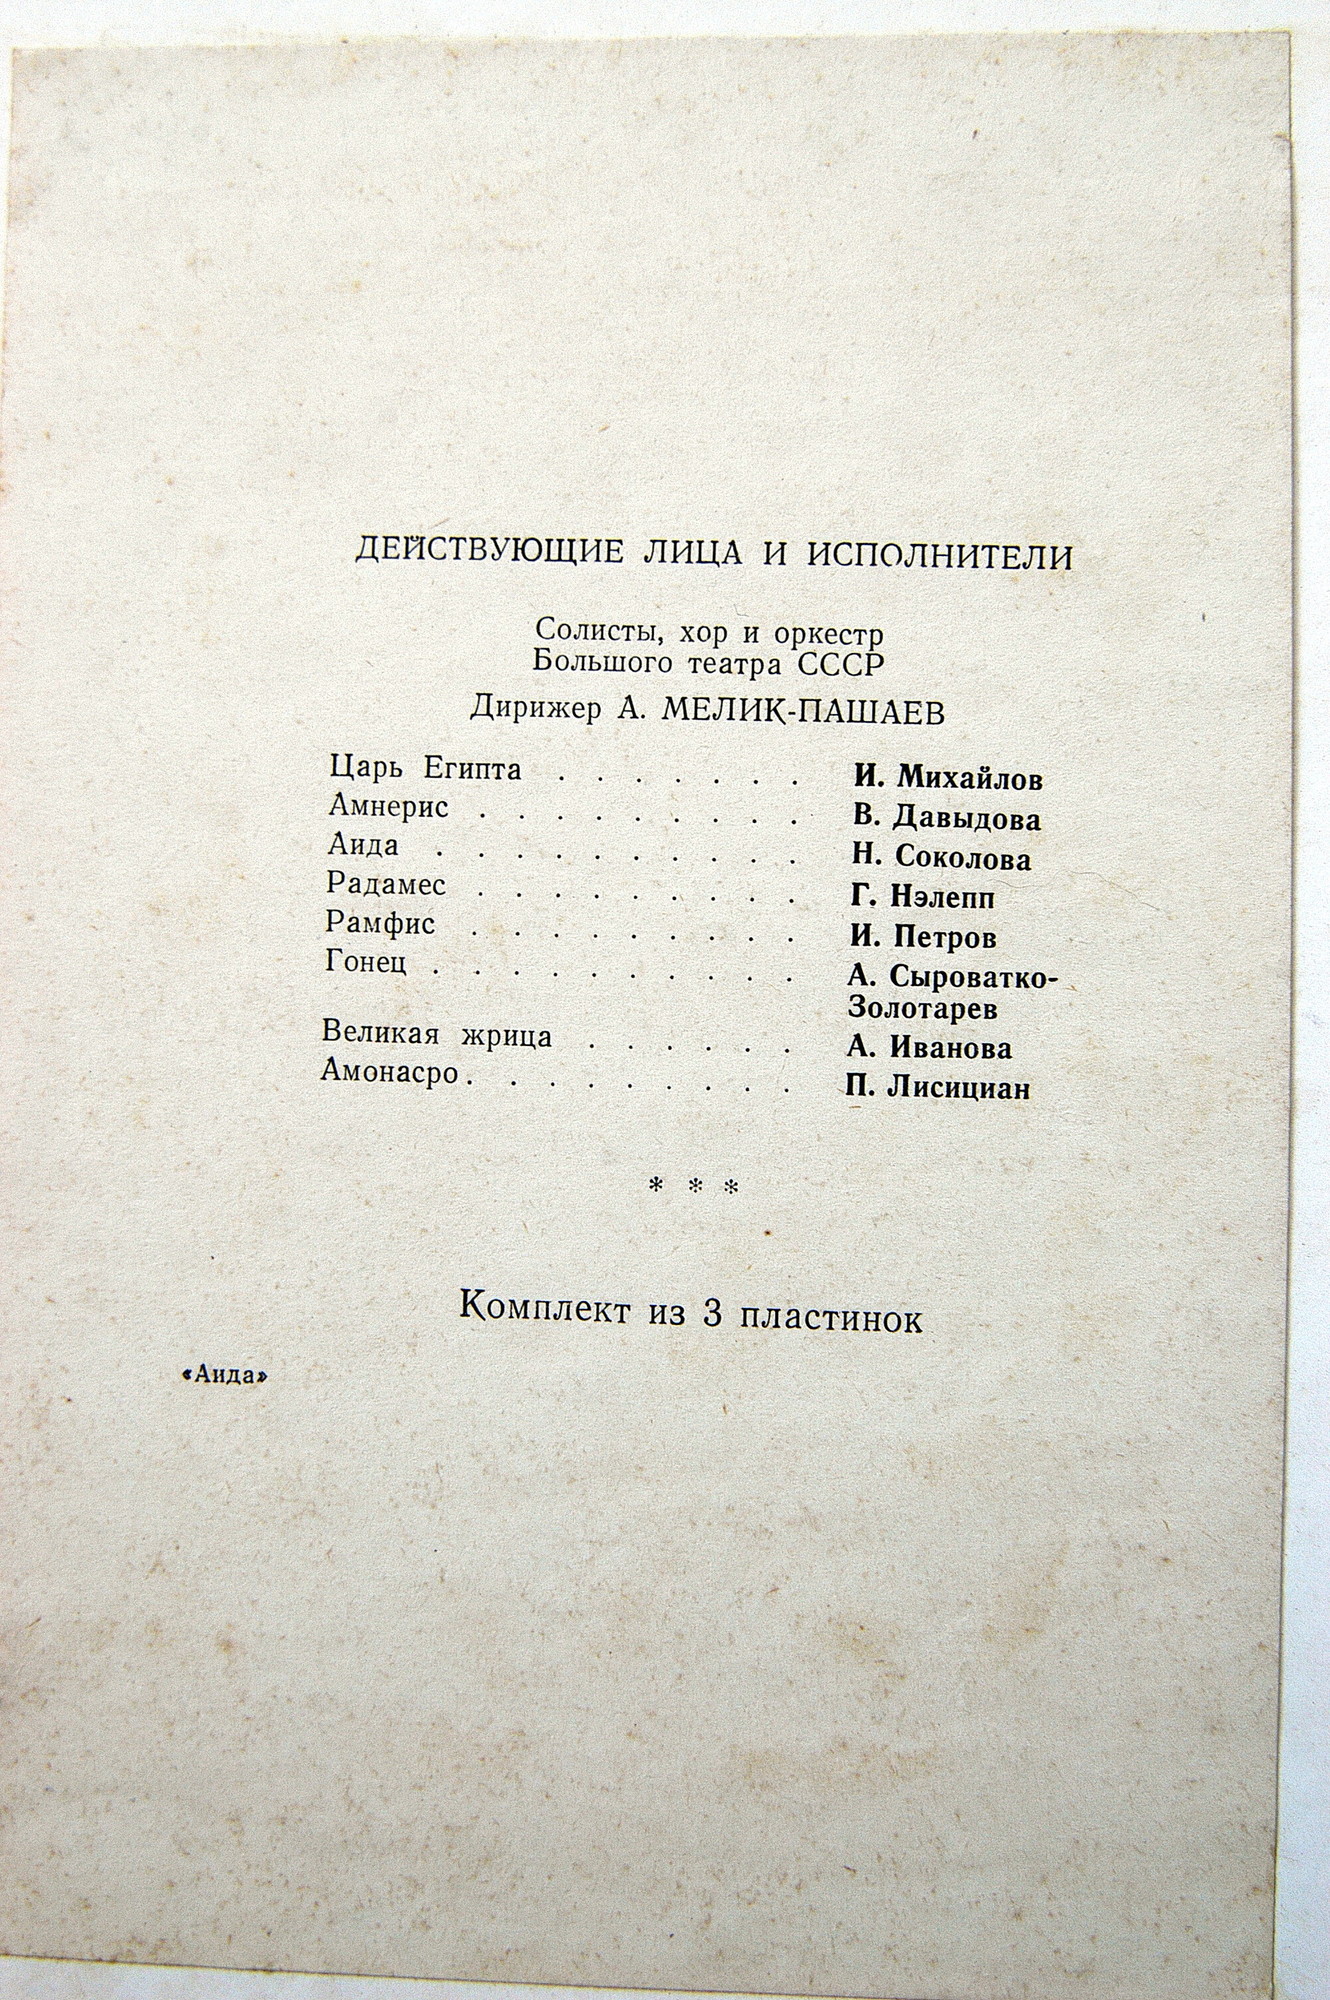 ДЕЙСТВУЮЩИЕ ЛИЦА И ИСПОЛНИТЕЛИ
Солисты, хор и оркестр
Большого театра СССР
Дирижер А. МЕЛИК-ПАШАЕВ
Царь Египта . . . . . . . И. Михайлов
Амнерис . . . . . . . . . В. Давыдова
Аида . . . . . . . . . . Н. Соколова
Радамес . . . . . . . . . Г. Нэлепп
Рамфис . . . . . . . . . И. Петров
Гонец . . . . . . . . . . А. Сыроватко-
Золотарев
Великая жрица . . . . . . А. Иванова
Амонасро . . . . . . . . . П. Лисициан
* * *
Комплект из 3 пластинок
«Аида»